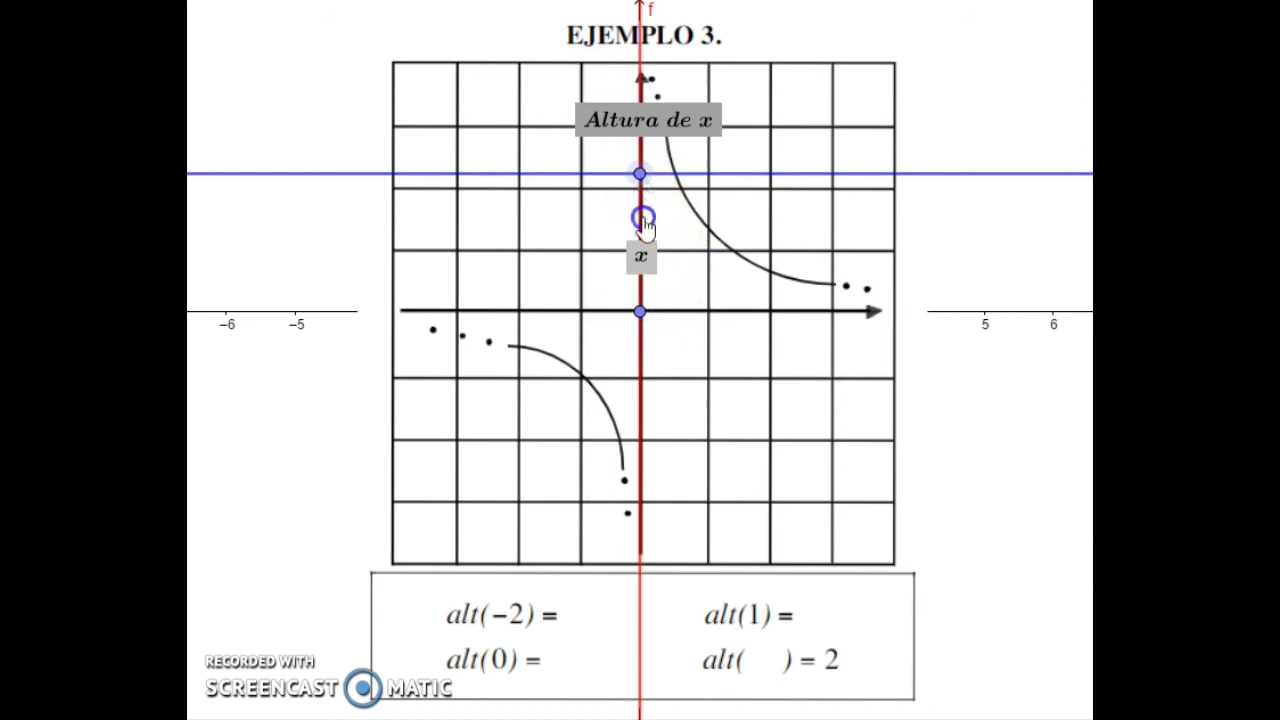 f
EJEMPLO 3.
Altura de x
x
−6 −5 5 6
alt(−2) = alt(1) =
alt(0) = alt( ) = 2
RECORDED WITH
SCREENCAST MATIC